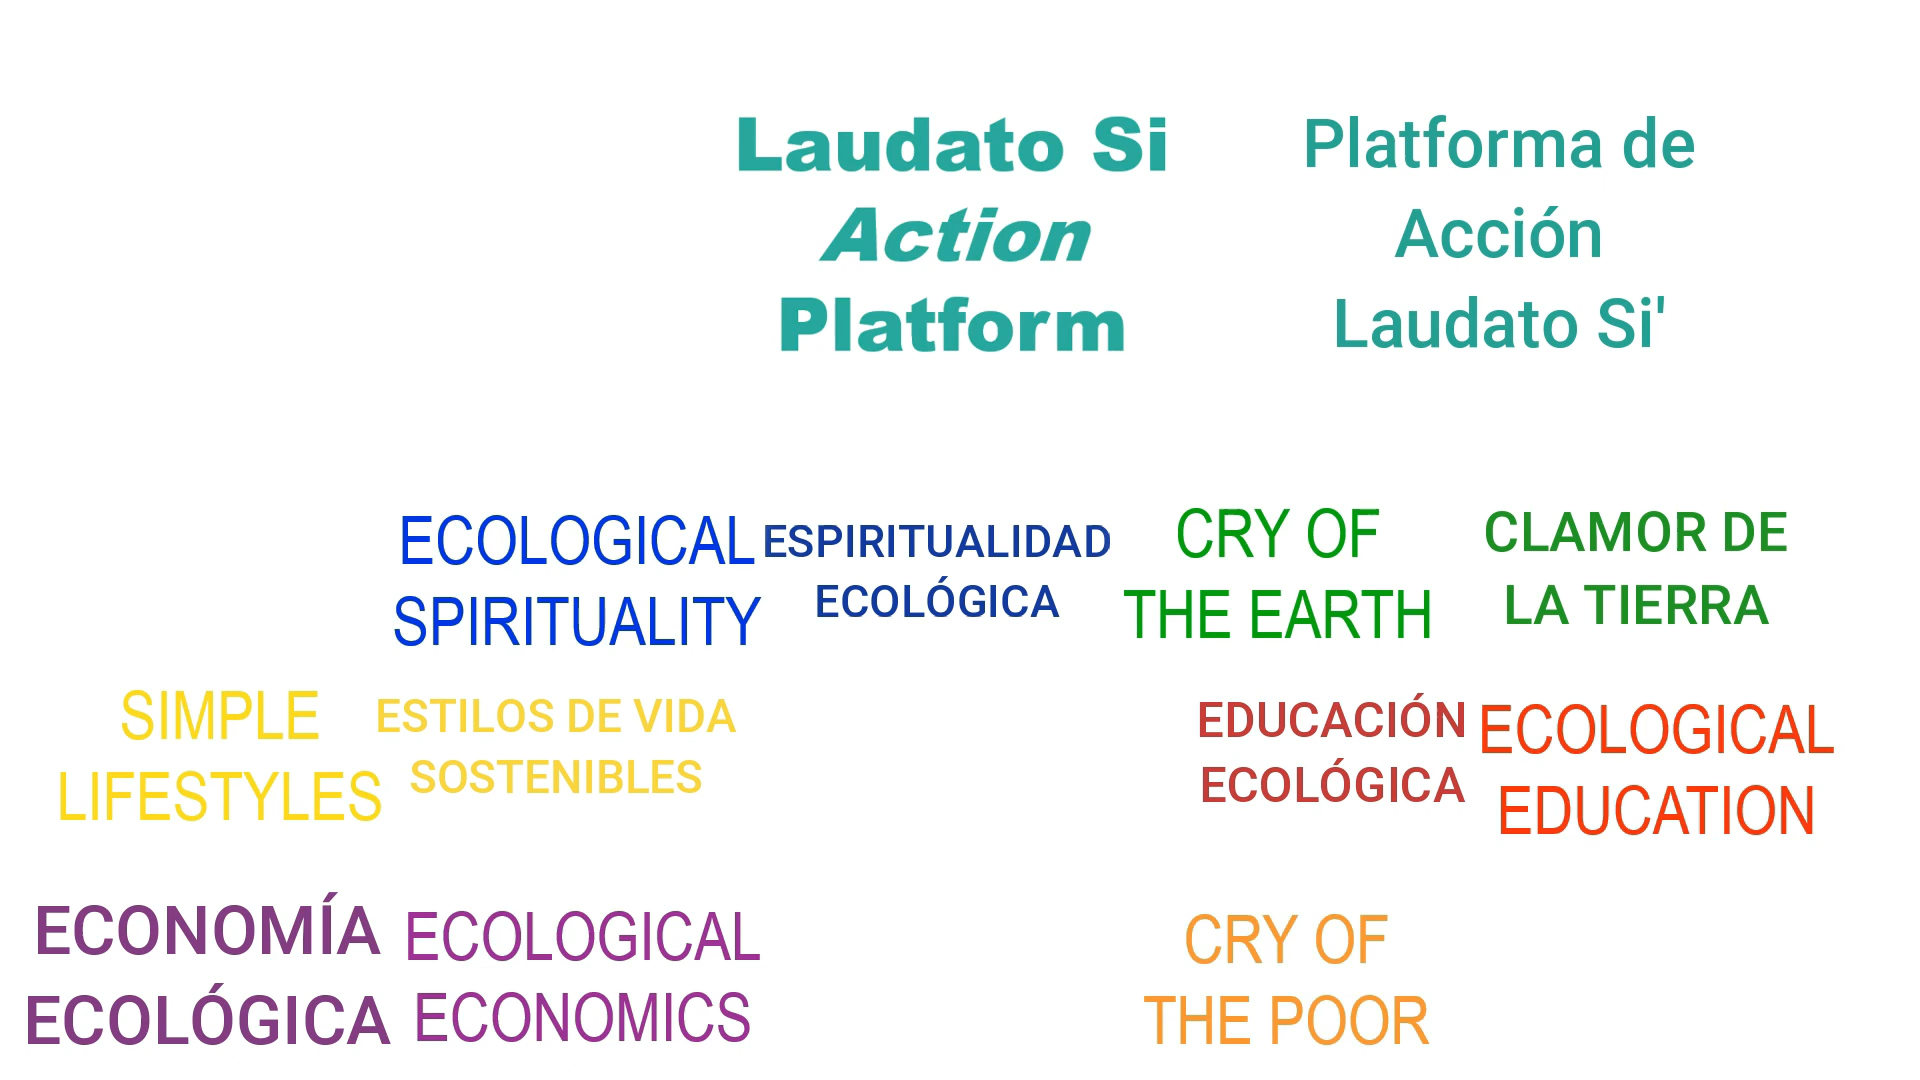 Laudato Si
Action
Platform
Platforma de
Acción
Laudato Si'
ECOLOGICAL
SPIRITUALITY
ESPIRITUALIDAD
ECOLÓGICA
CRY OF
THE EARTH
CLAMOR DE
LA TIERRA
SIMPLE
LIFESTYLES
ESTILOS DE VIDA
SOSTENIBLES
EDUCACIÓN
ECOLÓGICA
ECOLOGICAL
EDUCATION
ECONOMÍA
ECOLÓGICA
ECOLOGICAL
ECONOMICS
CRY OF
THE POOR